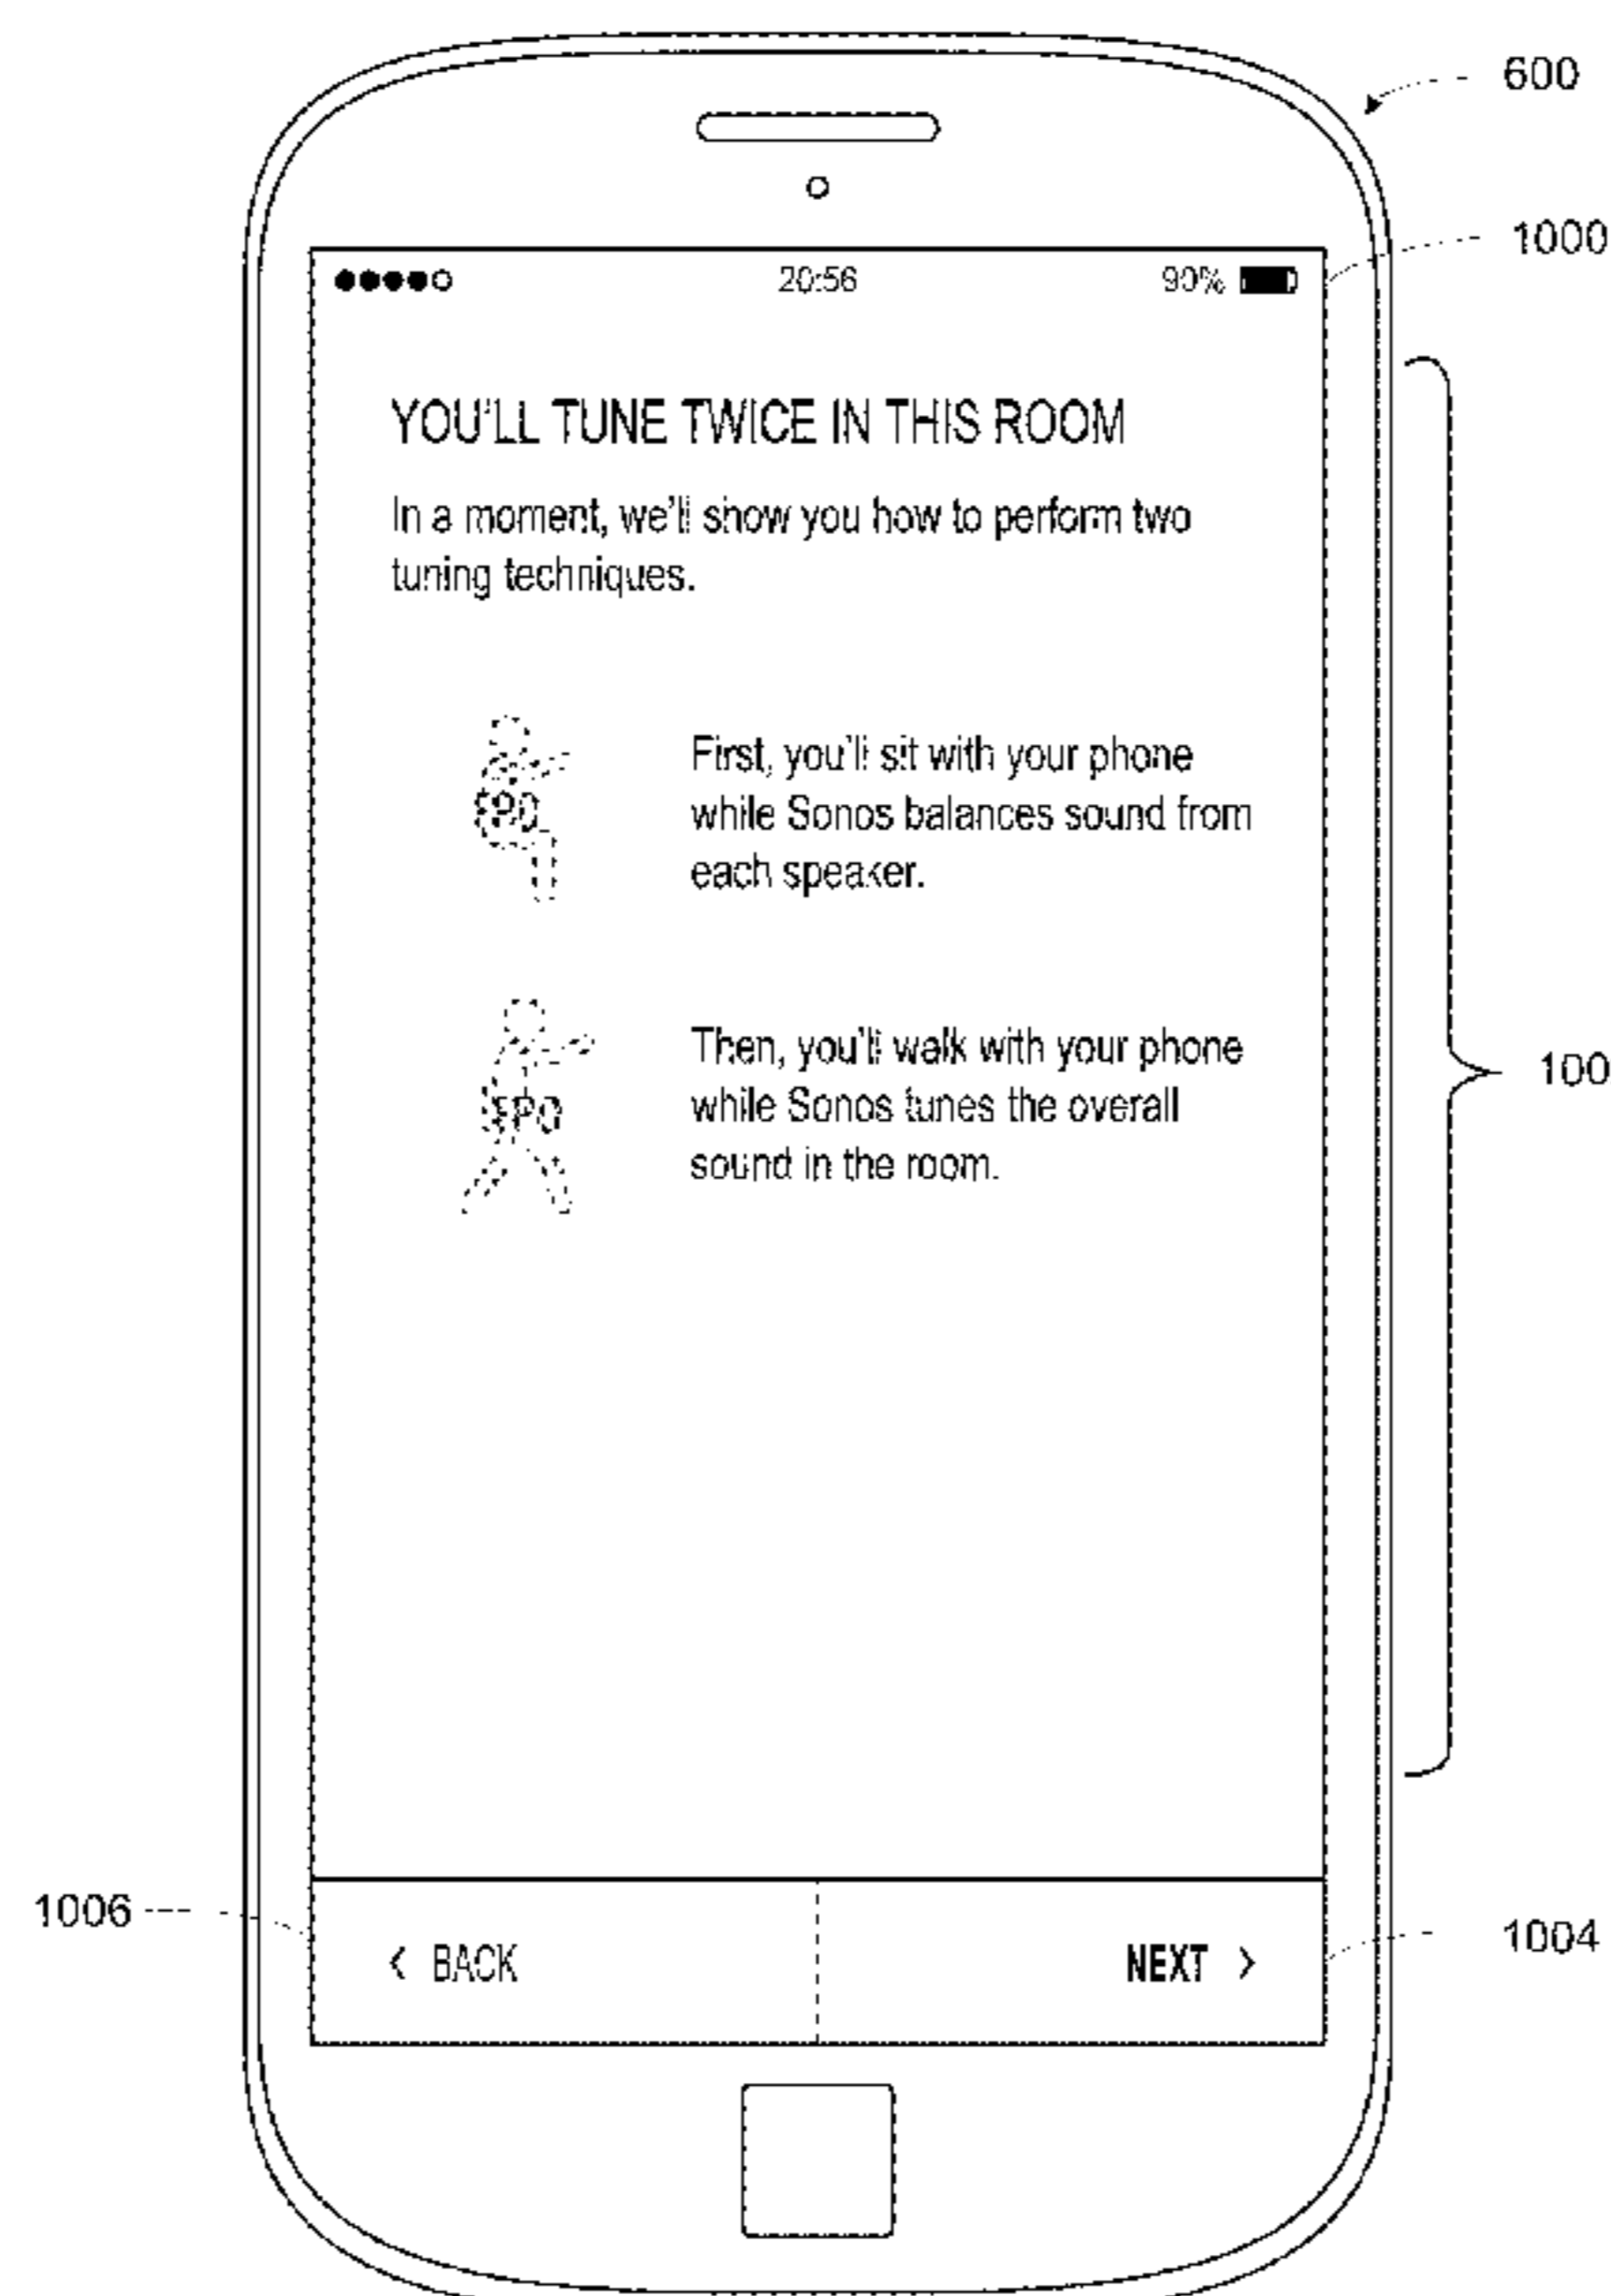 600
1000
20:56 90%
YOU'LL TUNE TWICE IN THIS ROOM
In a moment, we'll show you how to perform two
tuning techniques.
First, you'll sit with your phone
while Sonos balances sound from
each speaker.
100
Then, you'll walk with your phone
while Sonos tunes the overall
sound in the room.
1006
1004
< BACK
NEXT >